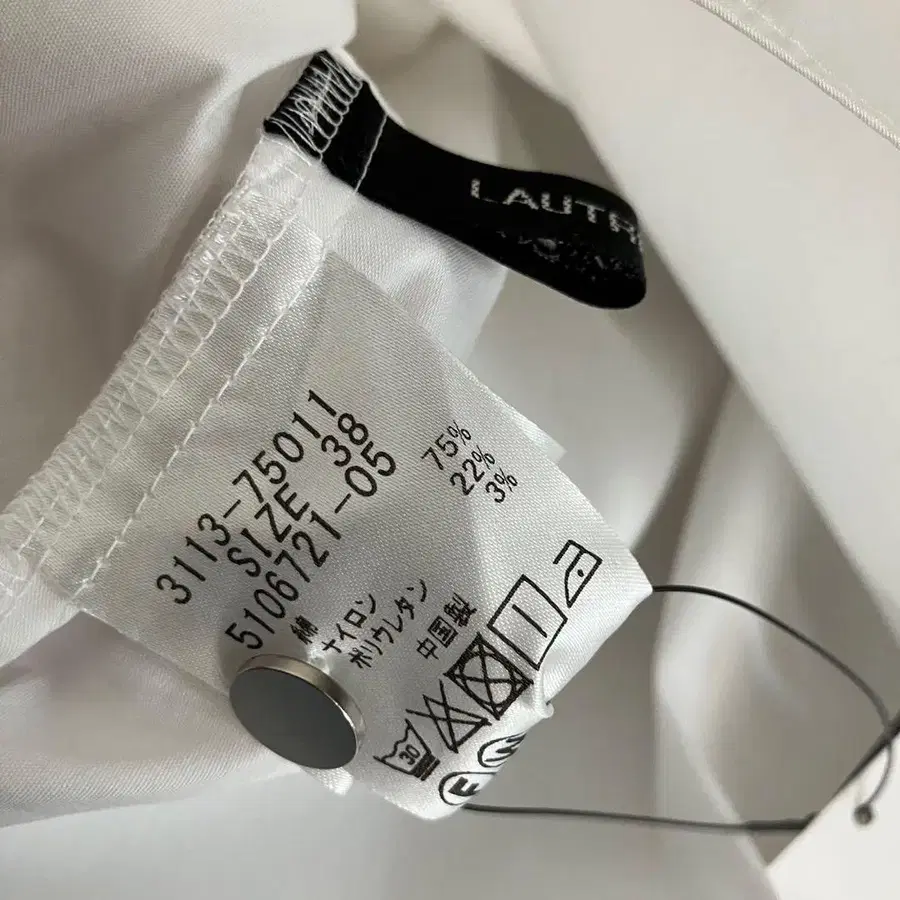 LAUTR
3113-75011
SIZE 38
5106721-05
綿 75%
ナイロン 22%
ポリウレタン 3%
中国製
30
F W